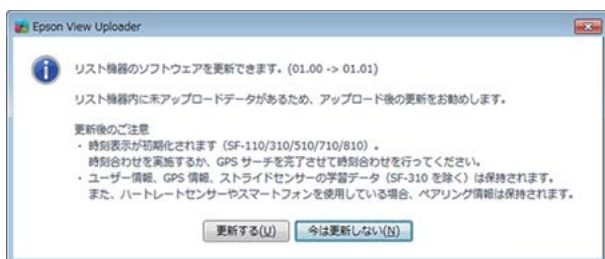 Epson View Uploader
リスト機器のソフトウェアを更新できます。(01.00 -> 01.01)
リスト機器内に未アップロードデータがあるため、アップロード後の更新をお勧めします。
更新後のご注意
・ 時刻表示が初期化されます（SF-110/310/510/710/810）。
時刻合わせを実施するか、GPS サーチを完了させて時刻合わせを行ってください。
・ ユーザー情報、GPS 情報、ストライドセンサーの学習データ（SF-310 を除く）は保持されます。
また、ハートレートセンサーやスマートフォンを使用している場合、ペアリング情報は保持されます。
更新する(U) 今は更新しない(N)